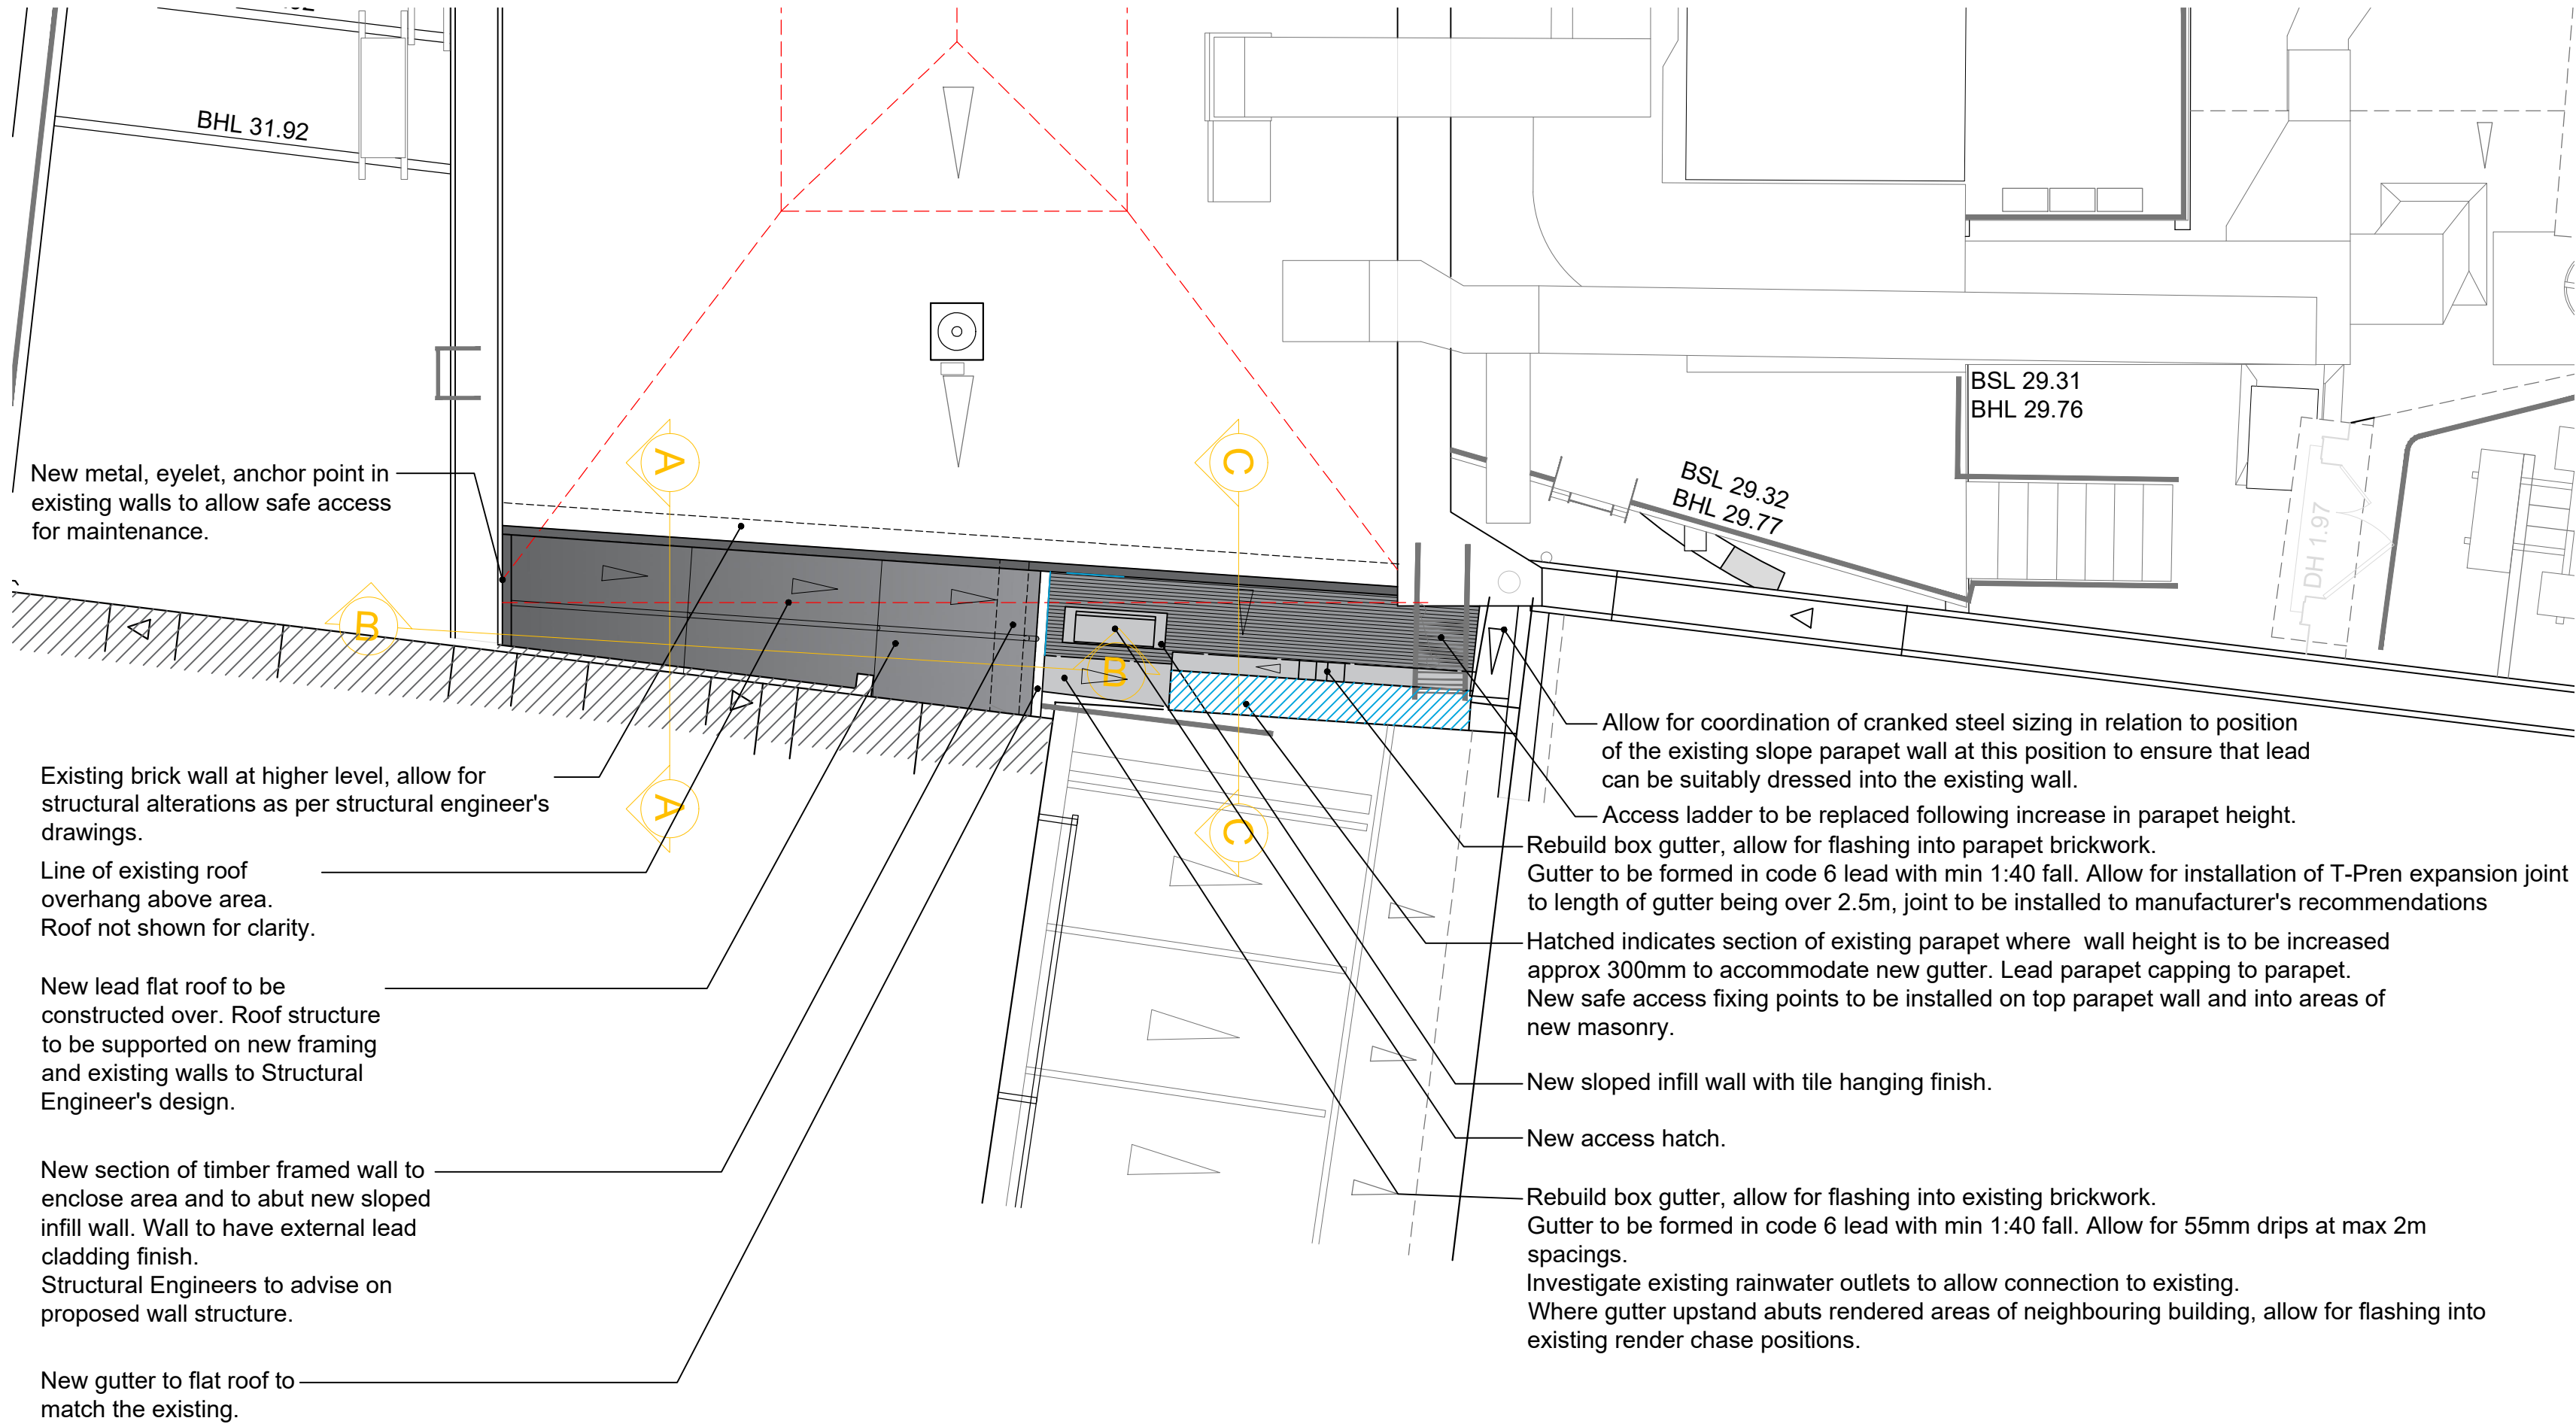 BHL 31.92
BSL 29.31
BHL 29.76
BSL 29.32
BHL 29.77
DH 1.97
A
C
B
B
A
C
New metal, eyelet, anchor point in
existing walls to allow safe access
for maintenance.
Existing brick wall at higher level, allow for
structural alterations as per structural engineer's
drawings.
Line of existing roof
overhang above area.
Roof not shown for clarity.
New lead flat roof to be
constructed over. Roof structure
to be supported on new framing
and existing walls to Structural
Engineer's design.
New section of timber framed wall to
enclose area and to abut new sloped
infill wall. Wall to have external lead
cladding finish.
Structural Engineers to advise on
proposed wall structure.
New gutter to flat roof to
match the existing.
Allow for coordination of cranked steel sizing in relation to position
of the existing slope parapet wall at this position to ensure that lead
can be suitably dressed into the existing wall.
Access ladder to be replaced following increase in parapet height.
Rebuild box gutter, allow for flashing into parapet brickwork.
Gutter to be formed in code 6 lead with min 1:40 fall. Allow for installation of T-Pren expansion joint
to length of gutter being over 2.5m, joint to be installed to manufacturer's recommendations
Hatched indicates section of existing parapet where wall height is to be increased
approx 300mm to accommodate new gutter. Lead parapet capping to parapet.
New safe access fixing points to be installed on top parapet wall and into areas of
new masonry.
New sloped infill wall with tile hanging finish.
New access hatch.
Rebuild box gutter, allow for flashing into existing brickwork.
Gutter to be formed in code 6 lead with min 1:40 fall. Allow for 55mm drips at max 2m
spacings.
Investigate existing rainwater outlets to allow connection to existing.
Where gutter upstand abuts rendered areas of neighbouring building, allow for flashing into
existing render chase positions.